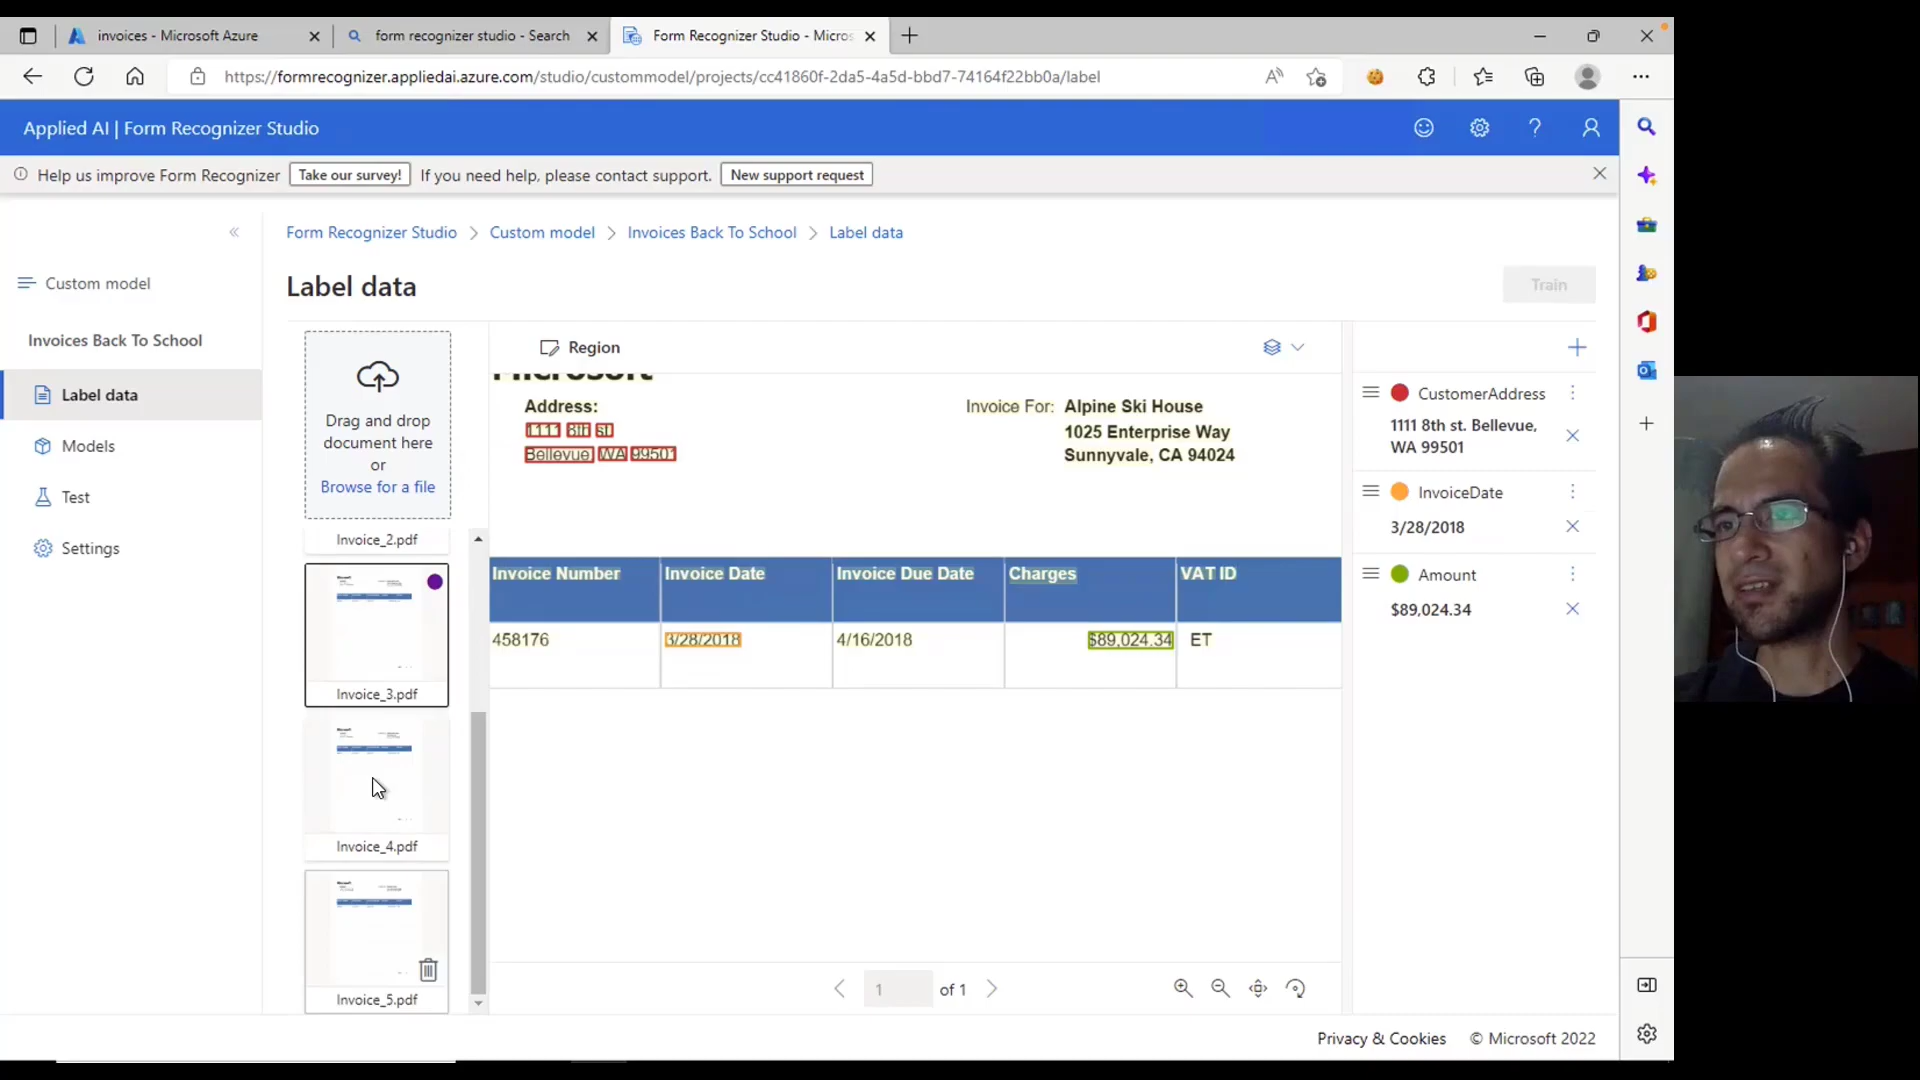 invoices - Microsoft Azure
form recognizer studio - Search
Form Recognizer Studio - Micros
https://formrecognizer.appliedai.azure.com/studio/custommodel/projects/cc41860f-2da5-4a5d-bbd7-74164f22bb0a/label
Applied AI | Form Recognizer Studio
Help us improve Form Recognizer
Take our survey!
If you need help, please contact support.
New support request
Form Recognizer Studio > Custom model > Invoices Back To School > Label data
Custom model
Invoices Back To School
Label data
Models
Test
Settings
Label data
Train
Drag and drop
document here
or
Browse for a file
Invoice_2.pdf
Invoice_3.pdf
Invoice_4.pdf
Invoice_5.pdf
Region
Microsoft
Address:
1111 8th st.
Bellevue, WA 99501
Invoice For: Alpine Ski House
1025 Enterprise Way
Sunnyvale, CA 94024
Invoice Number Invoice Date Invoice Due Date Charges VAT ID
458176 3/28/2018 4/16/2018 $89,024.34 ET
1 of 1
CustomerAddress
1111 8th st. Bellevue,
WA 99501
InvoiceDate
3/28/2018
Amount
$89,024.34
Privacy & Cookies © Microsoft 2022